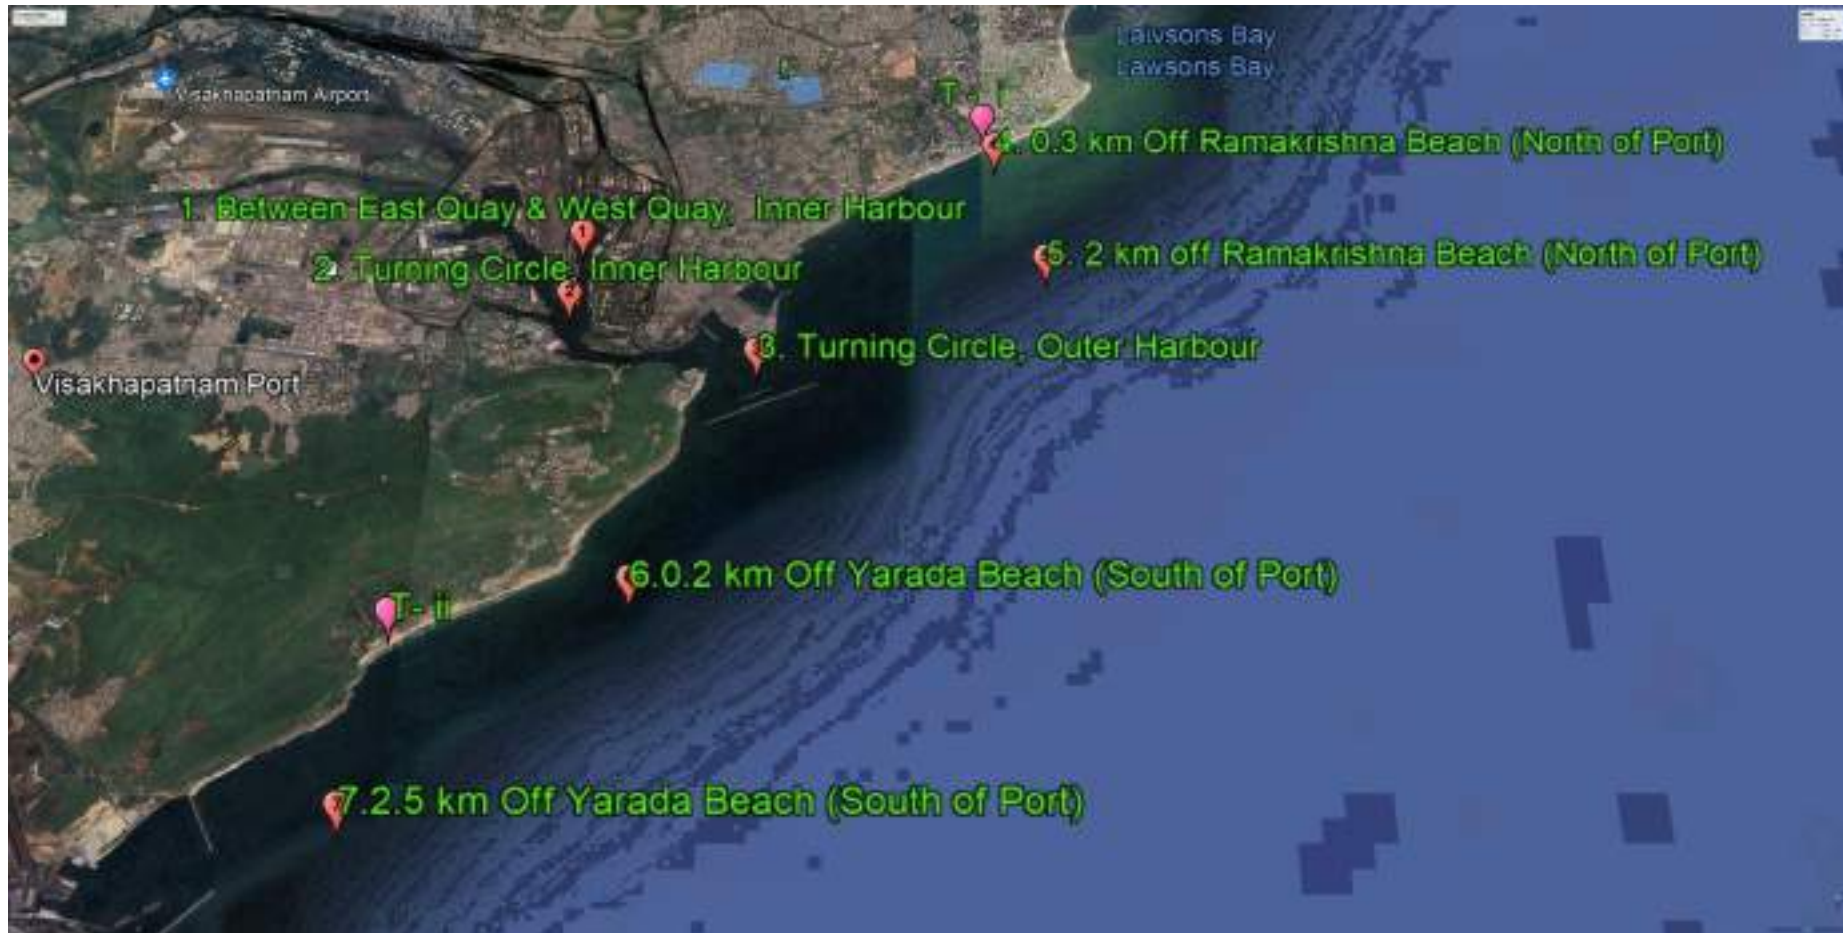 Lawsons Bay
Lawsons Bay
Visakhapatnam Airport
T - i
4. 0.3 km Off Ramakrishna Beach (North of Port)
1. Between East Quay & West Quay, Inner Harbour
1
5. 2 km off Ramakrishna Beach (North of Port)
2. Turning Circle, Inner Harbour
2
3. Turning Circle, Outer Harbour
Visakhapatnam Port
6.0.2 km Off Yarada Beach (South of Port)
T- ii
7.2.5 km Off Yarada Beach (South of Port)